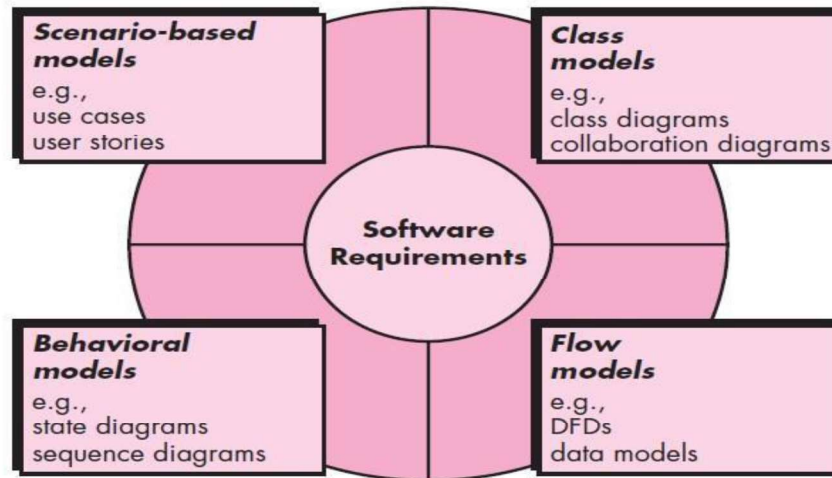 Scenario-based
models
e.g.,
use cases
user stories
Class
models
e.g.,
class diagrams
collaboration diagrams
Software
Requirements
Behavioral
models
e.g.,
state diagrams
sequence diagrams
Flow
models
e.g.,
DFDs
data models